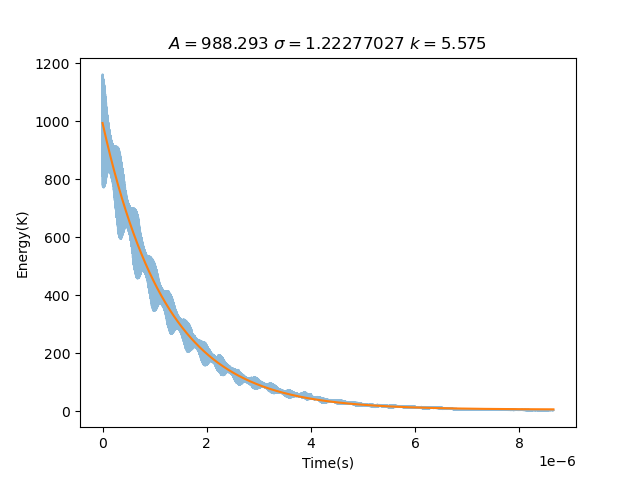 A = 988.293 σ = 1.22277027 k = 5.575
1200
1000
800
600
400
200
0
Energy(K)
0 2 4 6 8
1e−6
Time(s)